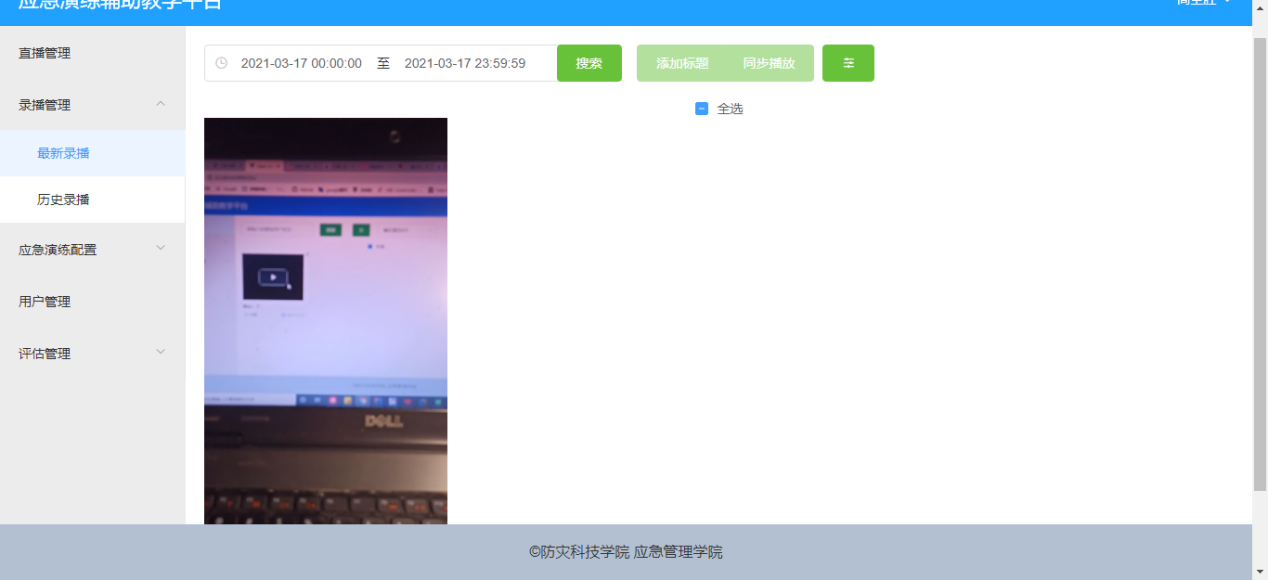 应急演练辅助教学平台
直播管理
录播管理
最新录播
历史录播
应急演练配置
用户管理
评估管理
2021-03-17 00:00:00 至 2021-03-17 23:59:59 搜索 添加标题 同步播放
全选
DELL
©防灾科技学院 应急管理学院